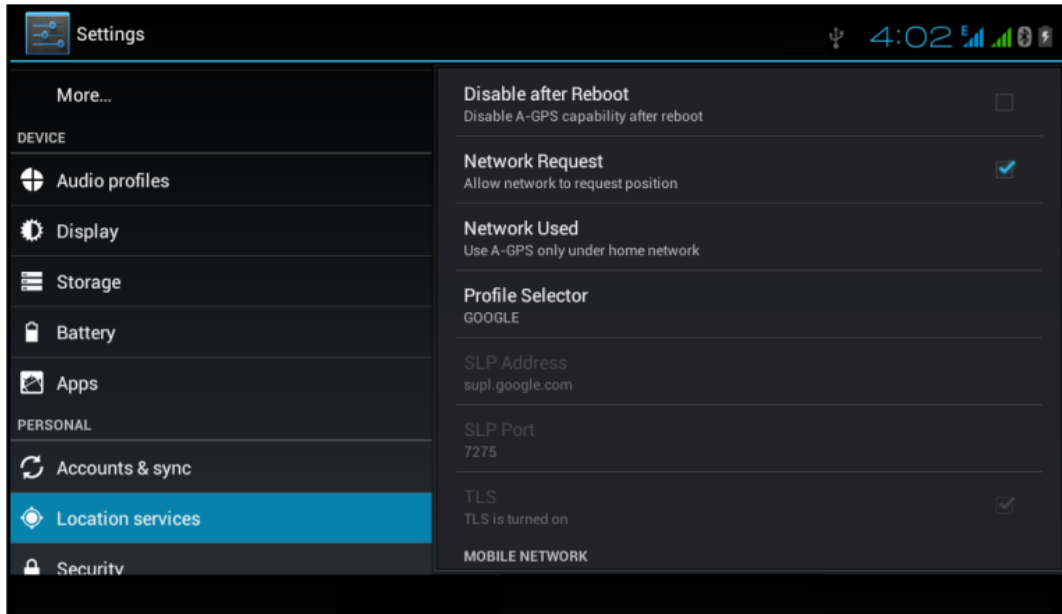 Settings
4:02
E
More...
DEVICE
Audio profiles
Display
Storage
Battery
Apps
PERSONAL
Accounts & sync
Location services
Security
Disable after Reboot
Disable A-GPS capability after reboot
Network Request
Allow network to request position
Network Used
Use A-GPS only under home network
Profile Selector
GOOGLE
SLP Address
supl.google.com
SLP Port
7275
TLS
TLS is turned on
MOBILE NETWORK